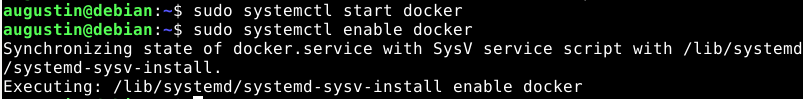 augustin@debian:~$ sudo systemctl start docker
augustin@debian:~$ sudo systemctl enable docker
Synchronizing state of docker.service with SysV service script with /lib/systemd
/systemd-sysv-install.
Executing: /lib/systemd/systemd-sysv-install enable docker